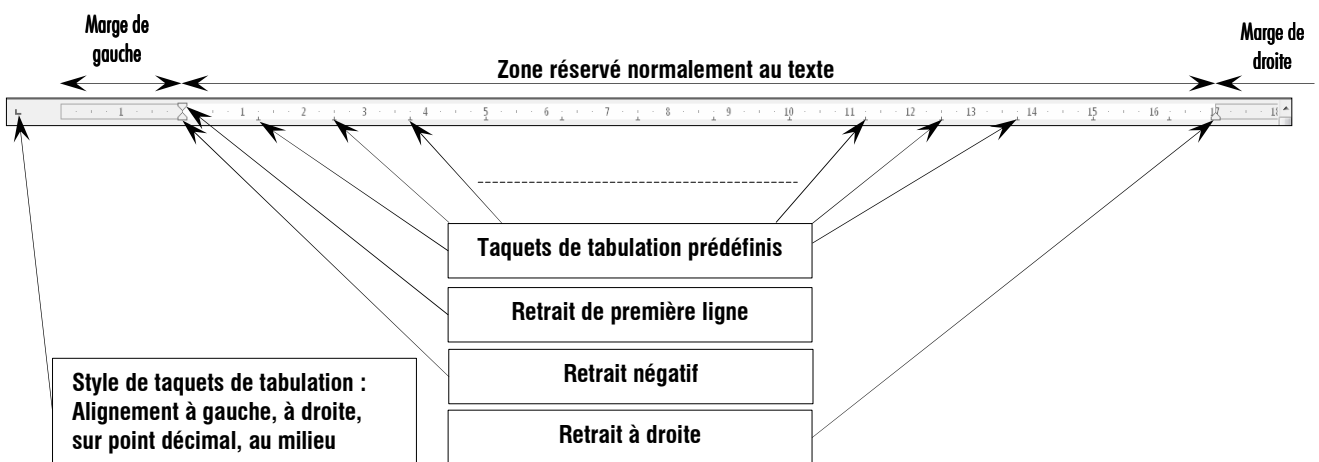 Marge de
gauche
Marge de
droite
Zone réservé normalement au texte
1 1 2 3 4 5 6 7 8 9 10 11 12 13 14 15 16 17 18
Taquets de tabulation prédéfinis
Retrait de première ligne
Retrait négatif
Retrait à droite
Style de taquets de tabulation :
Alignement à gauche, à droite,
sur point décimal, au milieu